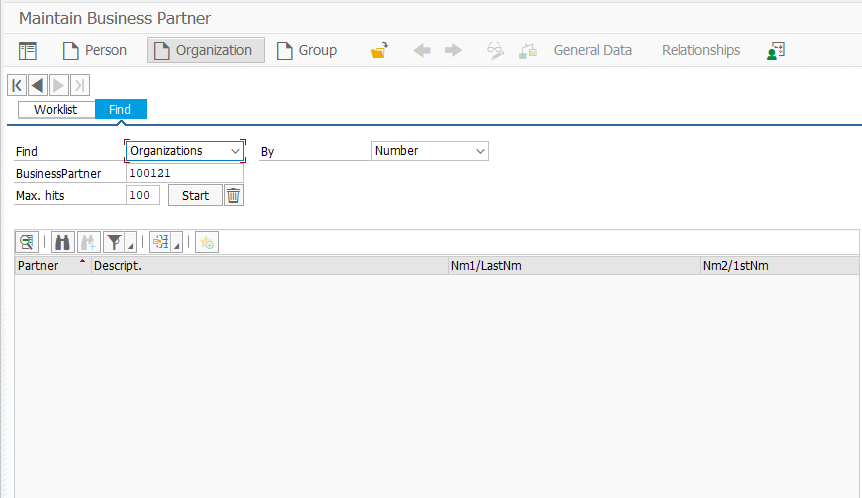 Maintain Business Partner
Person Organization Group General Data Relationships
Worklist Find
Find Organizations By Number
BusinessPartner 100121
Max. hits 100 Start
Partner Descript. Nm1/LastNm Nm2/1stNm